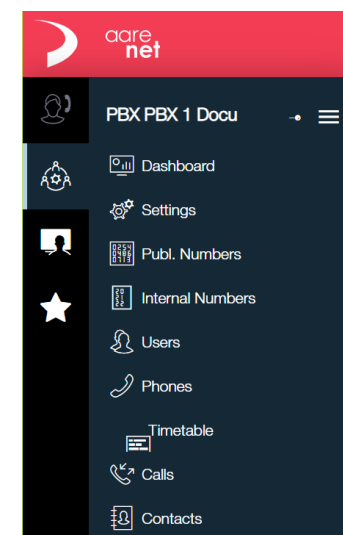 aare
net
PBX PBX 1 Docu
Dashboard
Settings
Publ. Numbers
Internal Numbers
Users
Phones
Timetable
Calls
Contacts